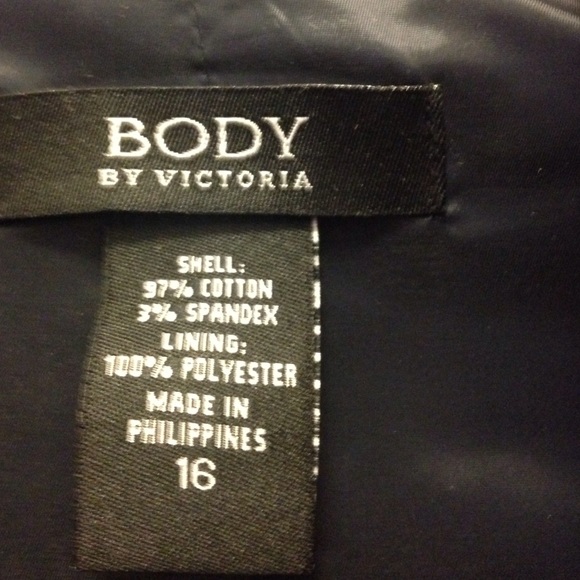 BODY
BY VICTORIA
SHELL:
97% COTTON
3% SPANDEX
LINING:
100% POLYESTER
MADE IN
PHILIPPINES
16